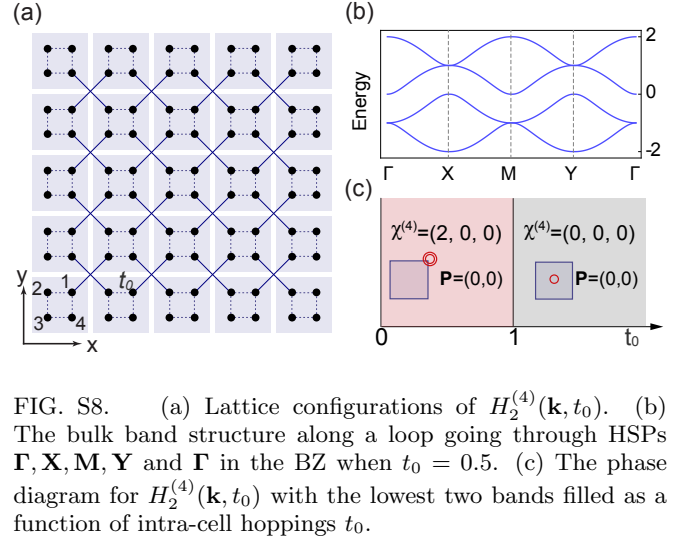 (a)
y
2
1
t₀
3
4
x
(b)
Energy
2
0
-2
Γ X M Y Γ
(c)
χ⁽⁴⁾=(2, 0, 0)
P=(0,0)
χ⁽⁴⁾=(0, 0, 0)
P=(0,0)
0 1 t₀
FIG. S8. (a) Lattice configurations of H₂⁽⁴⁾(k, t₀). (b)
The bulk band structure along a loop going through HSPs
Γ, X, M, Y and Γ in the BZ when t₀ = 0.5. (c) The phase
diagram for H₂⁽⁴⁾(k, t₀) with the lowest two bands filled as a
function of intra-cell hoppings t₀.